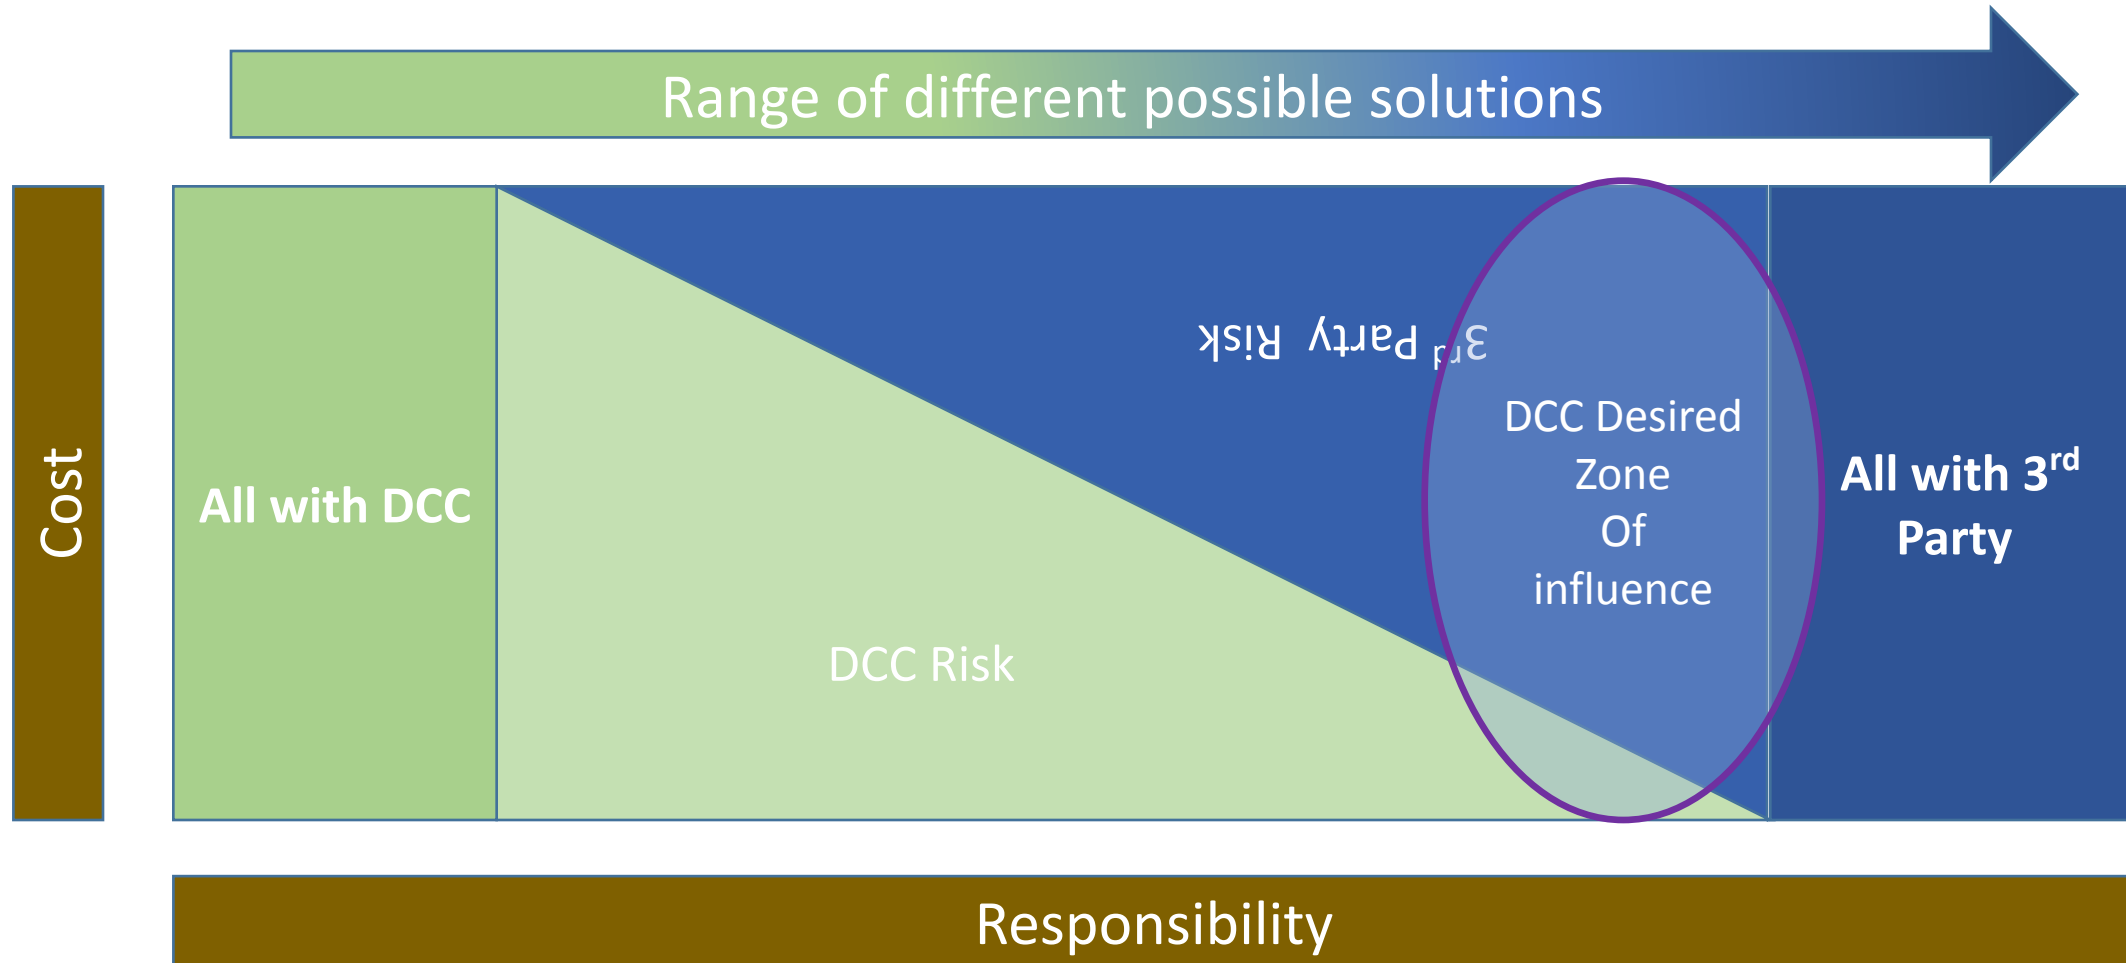 Range of different possible solutions
Cost
All with DCC
3rd Party Risk
DCC Risk
DCC Desired
Zone
Of
influence
All with 3rd
Party
Responsibility